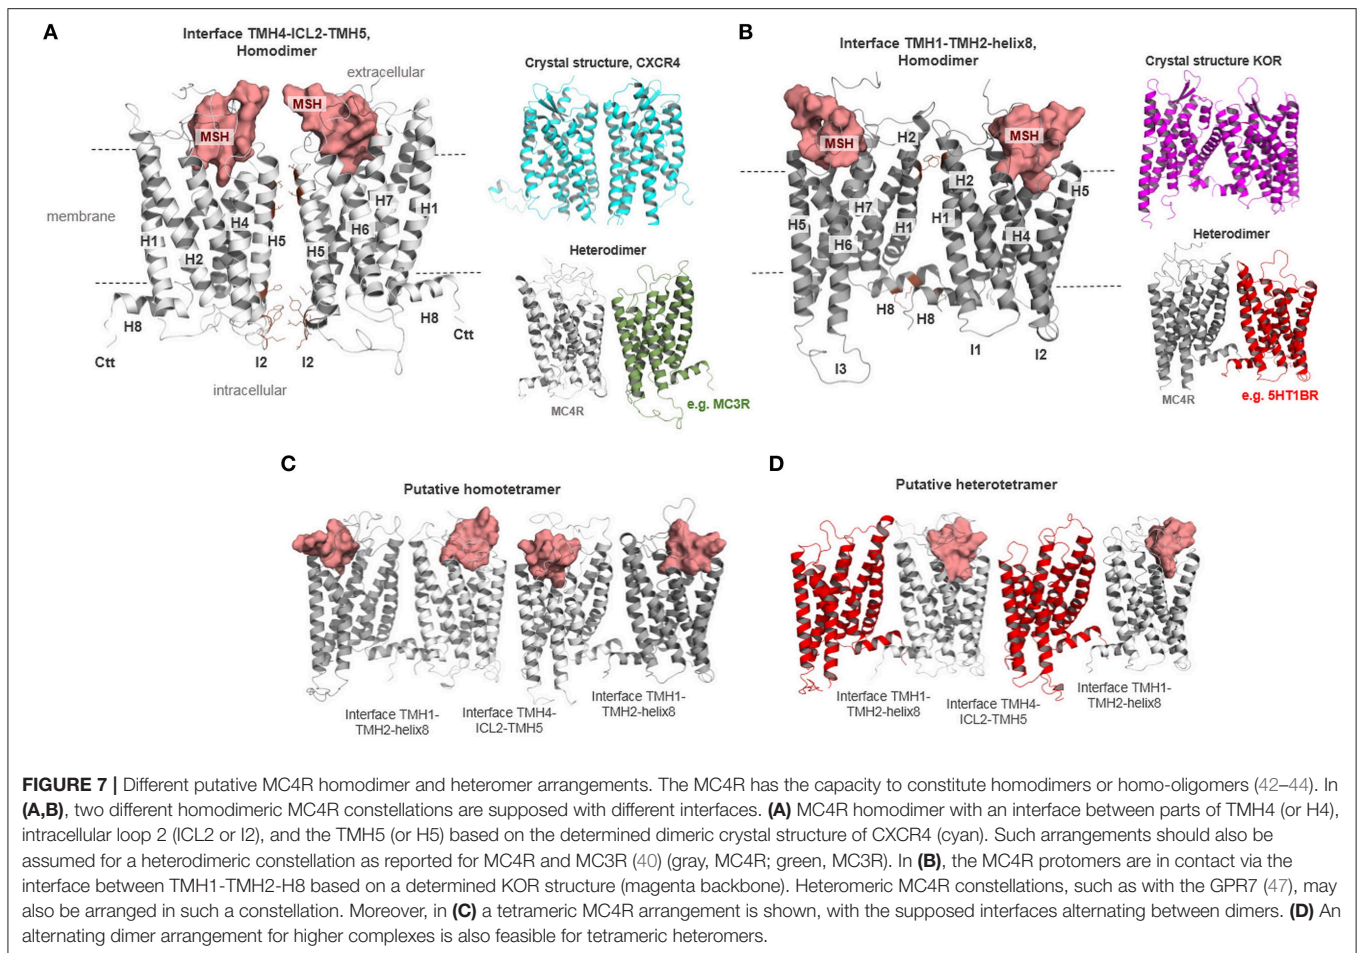 A
Interface TMH4-ICL2-TMH5,
Homodimer
extracellular
MSH
MSH
membrane
H1
H2
H4
H5
H5
H6
H7
H1
H8
H8
Ctt
Ctt
I2
I2
intracellular
Crystal structure, CXCR4
Heterodimer
MC4R
e.g. MC3R
B
Interface TMH1-TMH2-helix8,
Homodimer
MSH
MSH
H2
H2
H5
H7
H6
H1
H1
H4
H5
H8
H8
I3
I1
I2
Crystal structure KOR
Heterodimer
MC4R
e.g. 5HT1BR
C
Putative homotetramer
Interface TMH1-
TMH2-helix8
Interface TMH4-
ICL2-TMH5
Interface TMH1-
TMH2-helix8
D
Putative heterotetramer
Interface TMH1-
TMH2-helix8
Interface TMH4-
ICL2-TMH5
Interface TMH1-
TMH2-helix8
FIGURE 7 | Different putative MC4R homodimer and heteromer arrangements. The MC4R has the capacity to constitute homodimers or homo-oligomers (42–44). In
(A,B), two different homodimeric MC4R constellations are supposed with different interfaces. (A) MC4R homodimer with an interface between parts of TMH4 (or H4),
intracellular loop 2 (ICL2 or I2), and the TMH5 (or H5) based on the determined dimeric crystal structure of CXCR4 (cyan). Such arrangements should also be
assumed for a heterodimeric constellation as reported for MC4R and MC3R (40) (gray, MC4R; green, MC3R). In (B), the MC4R protomers are in contact via the
interface between TMH1-TMH2-H8 based on a determined KOR structure (magenta backbone). Heteromeric MC4R constellations, such as with the GPR7 (47), may
also be arranged in such a constellation. Moreover, in (C) a tetrameric MC4R arrangement is shown, with the supposed interfaces alternating between dimers. (D) An
alternating dimer arrangement for higher complexes is also feasible for tetrameric heteromers.